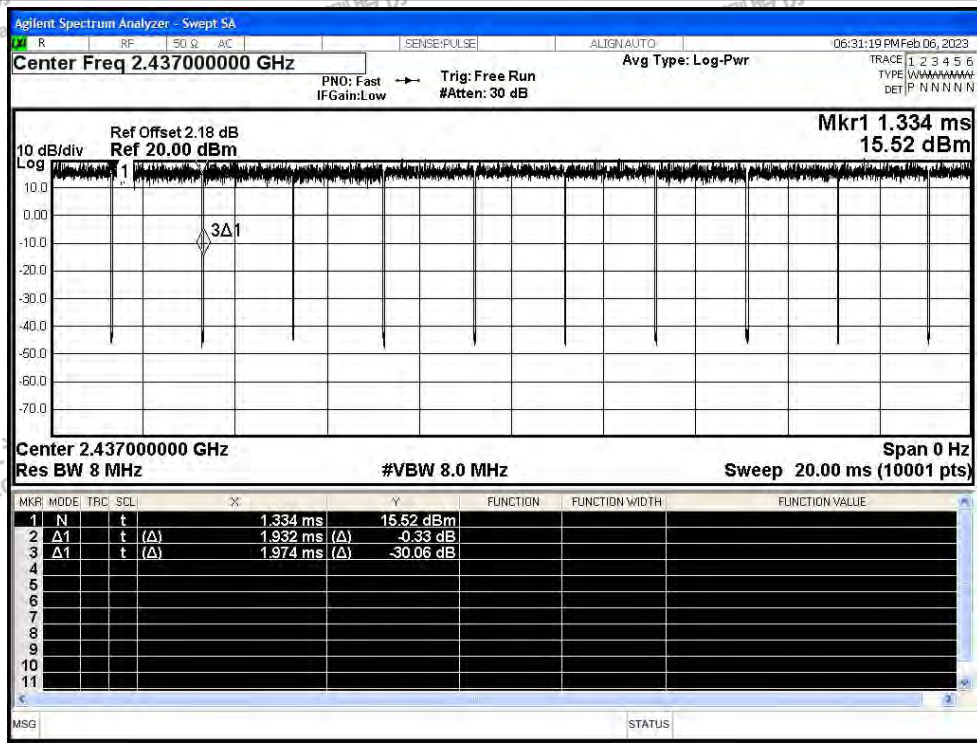 Agilent Spectrum Analyzer - Swept SA
R RF 50 Ω AC SENSE:PULSE ALIGN AUTO 06:31:19 PM Feb 06, 2023
Center Freq 2.437000000 GHz
PNO: Fast
IFGain:Low
Trig: Free Run
#Atten: 30 dB
Avg Type: Log-Pwr
TRACE 1 2 3 4 5 6
TYPE WWWWWW
DET P N N N N N
Mkr1 1.334 ms
15.52 dBm
Ref Offset 2.18 dB
10 dB/div Ref 20.00 dBm
Log
1
10.0
0.00
3Δ1
-10.0
-20.0
-30.0
-40.0
-50.0
-60.0
-70.0
Center 2.437000000 GHz Span 0 Hz
Res BW 8 MHz #VBW 8.0 MHz Sweep 20.00 ms (10001 pts)
MKR MODE TRC SCL X Y FUNCTION FUNCTION WIDTH FUNCTION VALUE
1 N t 1.334 ms 15.52 dBm
2 Δ1 t (Δ) 1.932 ms (Δ) -0.33 dB
3 Δ1 t (Δ) 1.974 ms (Δ) -30.06 dB
4
5
6
7
8
9
10
11
MSG STATUS